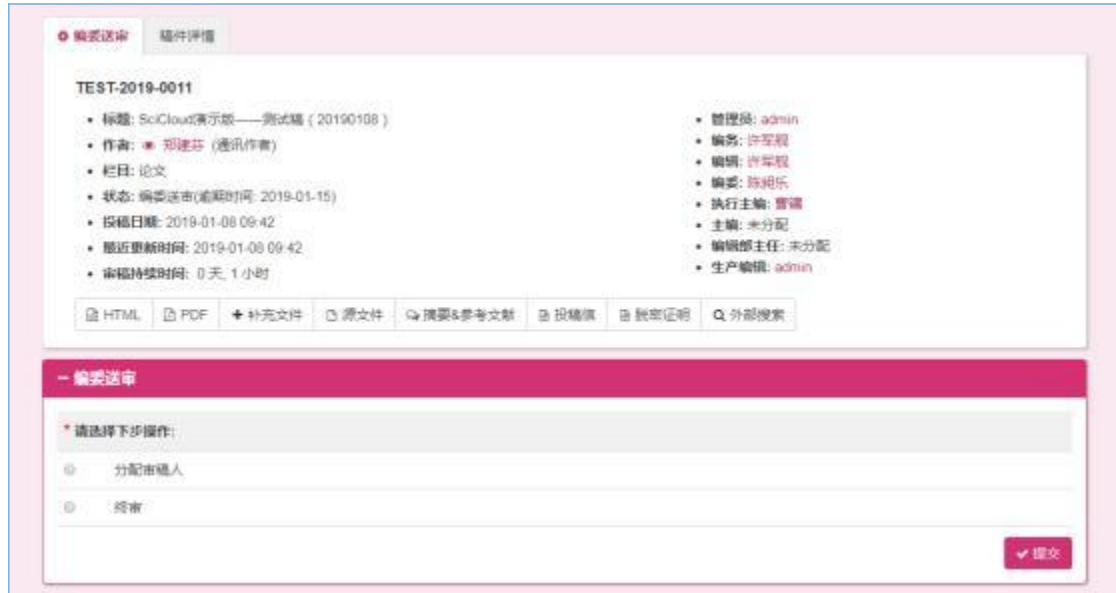 编委送审 稿件详情
TEST-2019-0011
标题: SciCloud演示版——测试稿 ( 20190108 )
作者: 郑建芬 (通讯作者)
栏目: 论文
状态: 编委送审(逾期时间: 2019-01-15)
投稿日期: 2019-01-08 09:42
最近更新时间: 2019-01-08 09:42
审稿持续时间: 0 天, 1 小时
管理员: admin
编务: 许军舰
编辑: 许军舰
编委: 陈昶乐
执行主编:
主编: 未分配
编辑部主任: 未分配
生产编辑: admin
HTML PDF 补充文件 源文件 摘要&参考文献 投稿信 脱密证明 外部搜索
编委送审
* 请选择下步操作:
分配审稿人
终审
提交